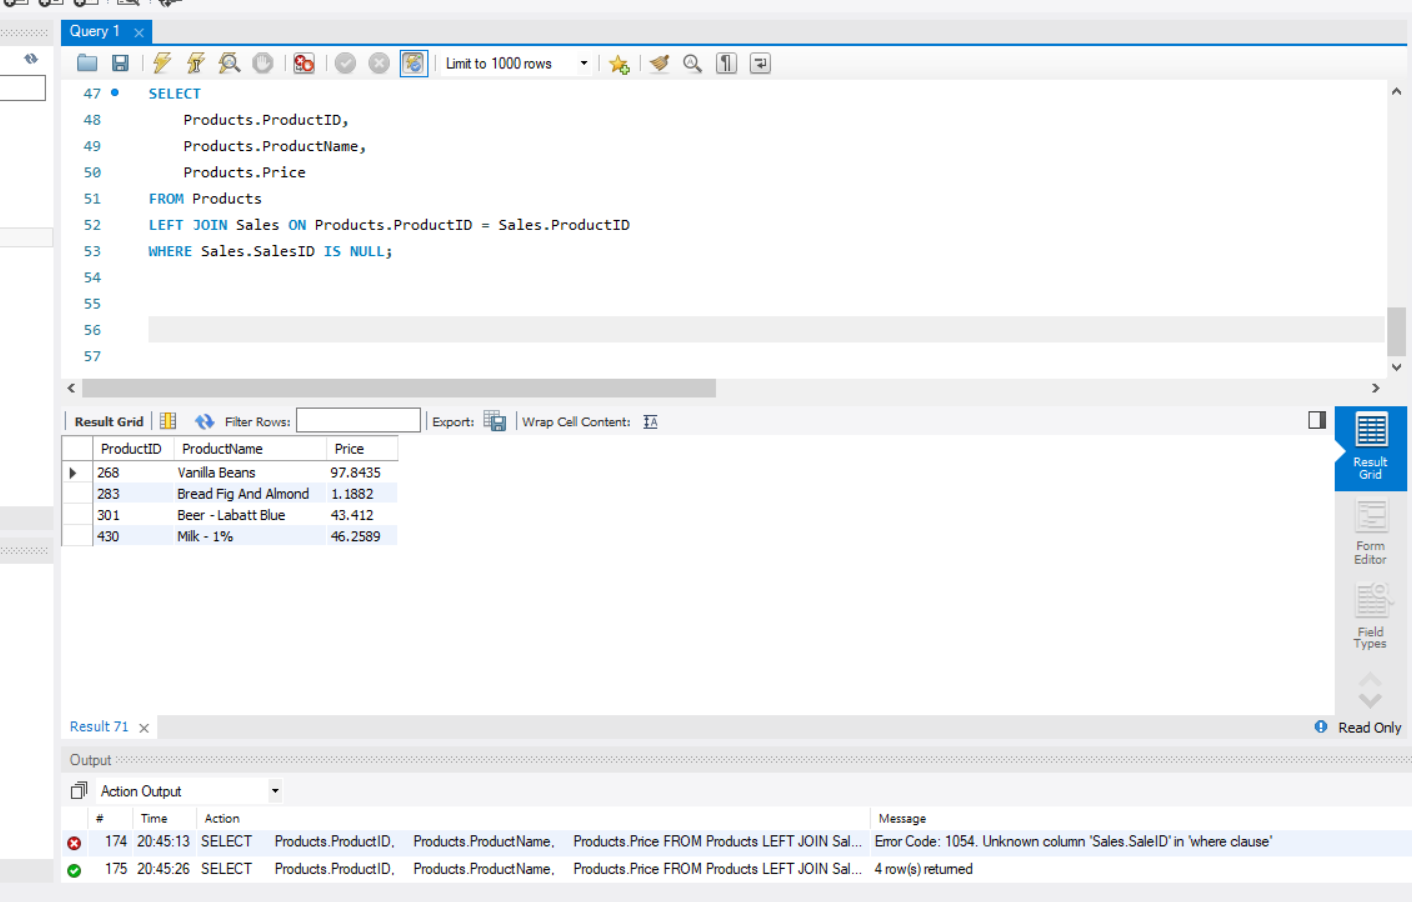 Query 1
Limit to 1000 rows
47 SELECT
48 Products.ProductID,
49 Products.ProductName,
50 Products.Price
51 FROM Products
52 LEFT JOIN Sales ON Products.ProductID = Sales.ProductID
53 WHERE Sales.SalesID IS NULL;
54
55
56
57
Result Grid Filter Rows: Export: Wrap Cell Content:
ProductID ProductName Price
268 Vanilla Beans 97.8435
283 Bread Fig And Almond 1.1882
301 Beer - Labatt Blue 43.412
430 Milk - 1% 46.2589
Result
Grid
Form
Editor
Field
Types
Result 71 Read Only
Output
Action Output
# Time Action Message
174 20:45:13 SELECT Products.ProductID, Products.ProductName, Products.Price FROM Products LEFT JOIN Sal... Error Code: 1054. Unknown column 'Sales.SaleID' in 'where clause'
175 20:45:26 SELECT Products.ProductID, Products.ProductName, Products.Price FROM Products LEFT JOIN Sal... 4 row(s) returned